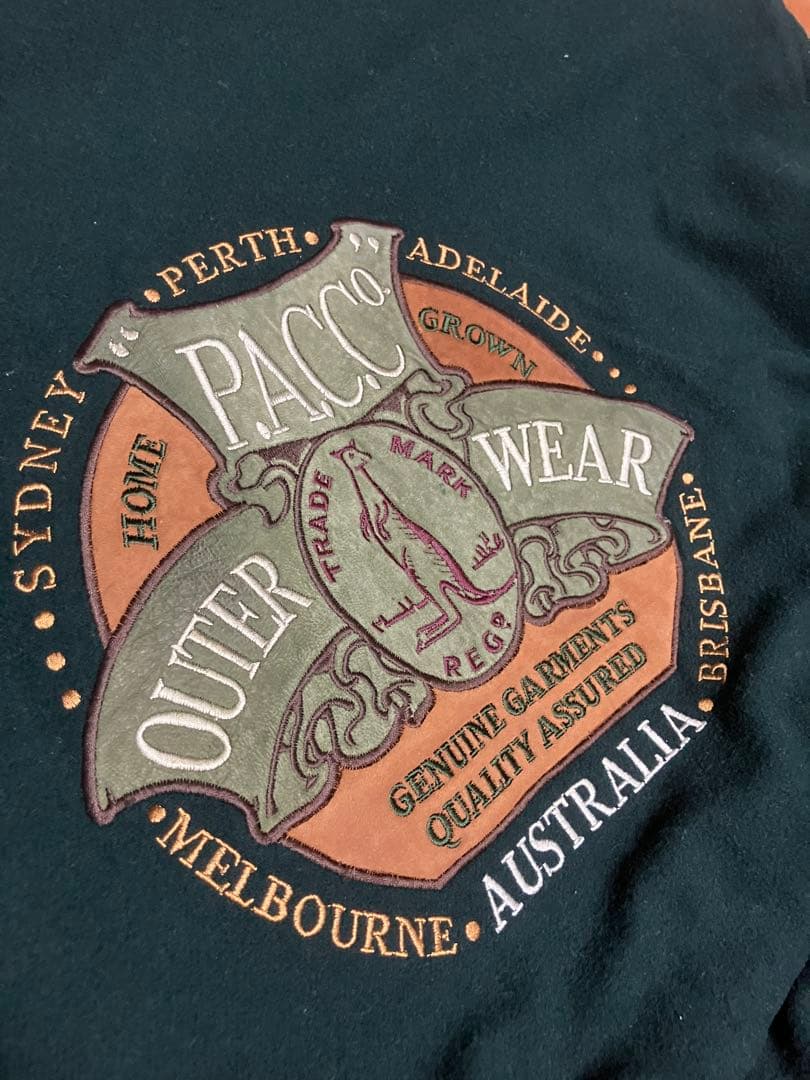 SYDNEY • PERTH • ADELAIDE • • •
• BRISBANE •
• MELBOURNE • AUSTRALIA
" P.A.C.Cº. "
HOME GROWN
OUTER WEAR
TRADE MARK
REGD.
GENUINE GARMENTS
QUALITY ASSURED